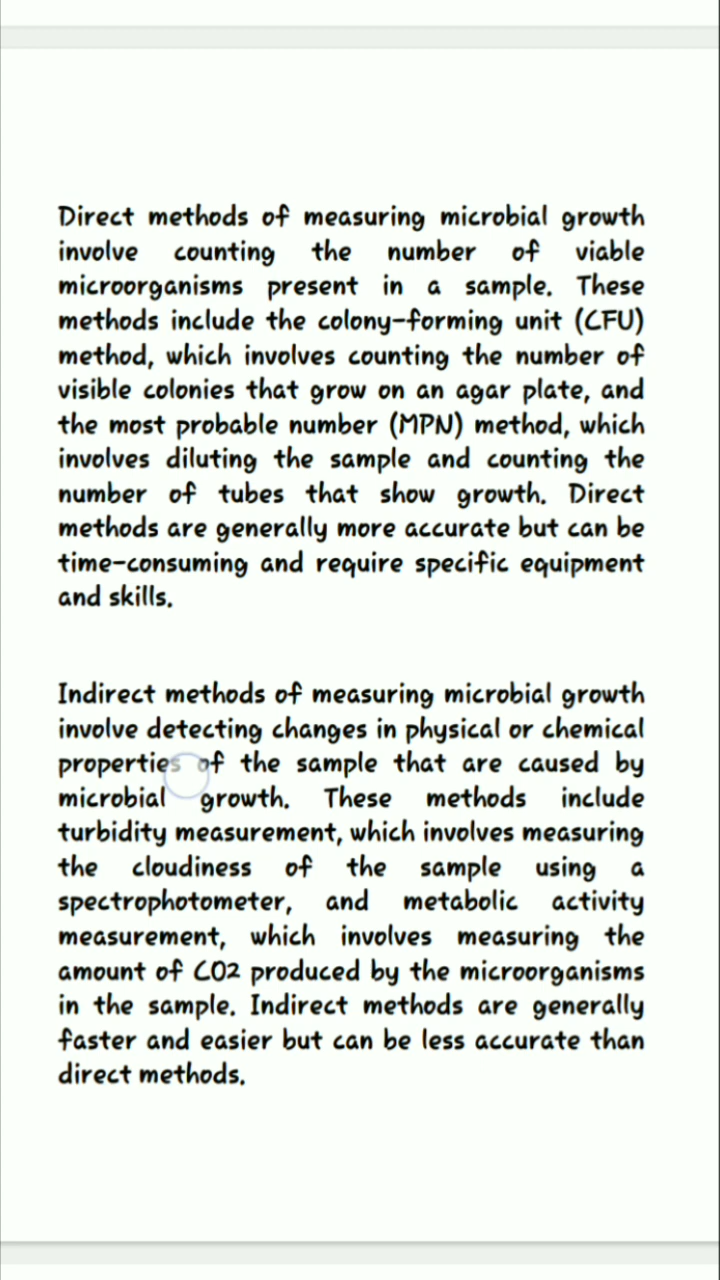 Direct methods of measuring microbial growth
involve counting the number of viable
microorganisms present in a sample. These
methods include the colony-forming unit (CFU)
method, which involves counting the number of
visible colonies that grow on an agar plate, and
the most probable number (MPN) method, which
involves diluting the sample and counting the
number of tubes that show growth. Direct
methods are generally more accurate but can be
time-consuming and require specific equipment
and skills.
Indirect methods of measuring microbial growth
involve detecting changes in physical or chemical
properties of the sample that are caused by
microbial growth. These methods include
turbidity measurement, which involves measuring
the cloudiness of the sample using a
spectrophotometer, and metabolic activity
measurement, which involves measuring the
amount of CO2 produced by the microorganisms
in the sample. Indirect methods are generally
faster and easier but can be less accurate than
direct methods.